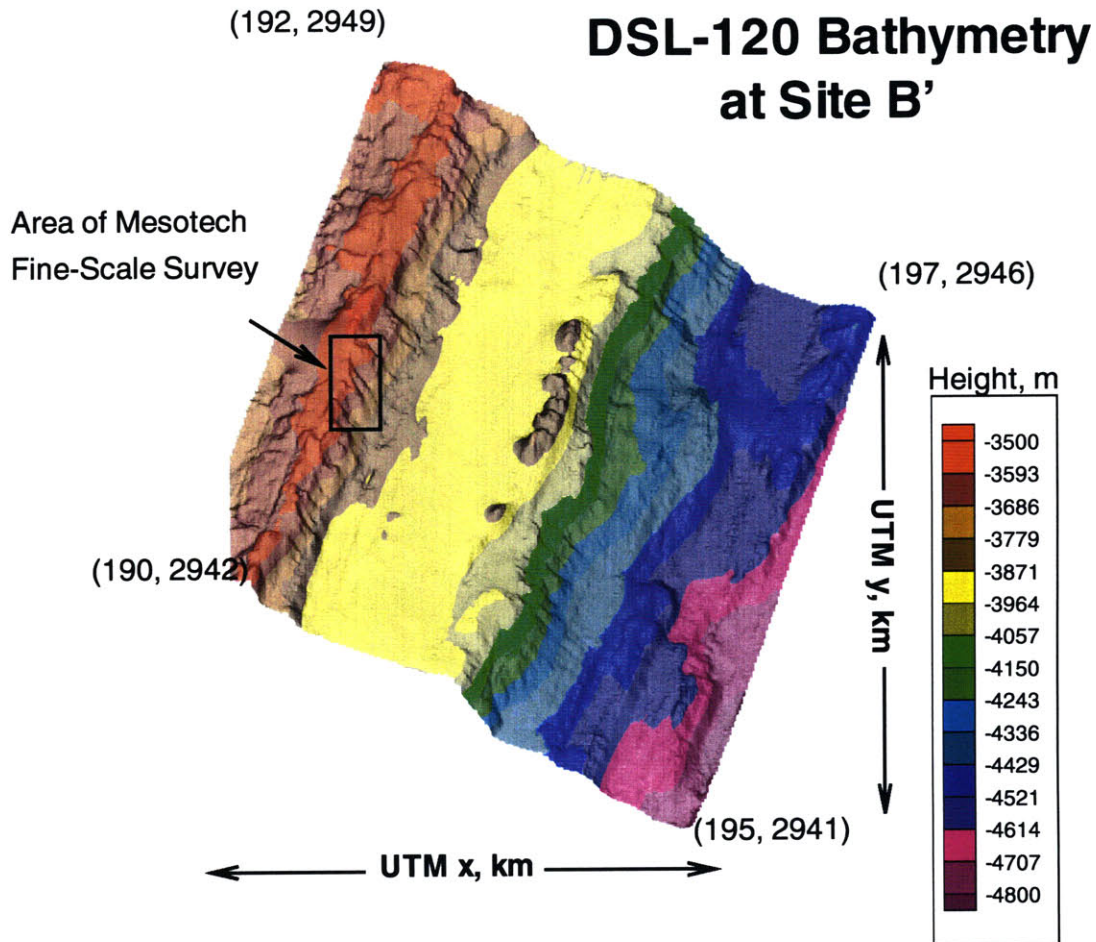 (192, 2949)
DSL-120 Bathymetry
at Site B’
Area of Mesotech
Fine-Scale Survey
(197, 2946)
Height, m
-3500
-3593
-3686
-3779
-3871
-3964
-4057
-4150
-4243
-4336
-4429
-4521
-4614
-4707
-4800
UTM y, km
(190, 2942)
(195, 2941)
UTM x, km